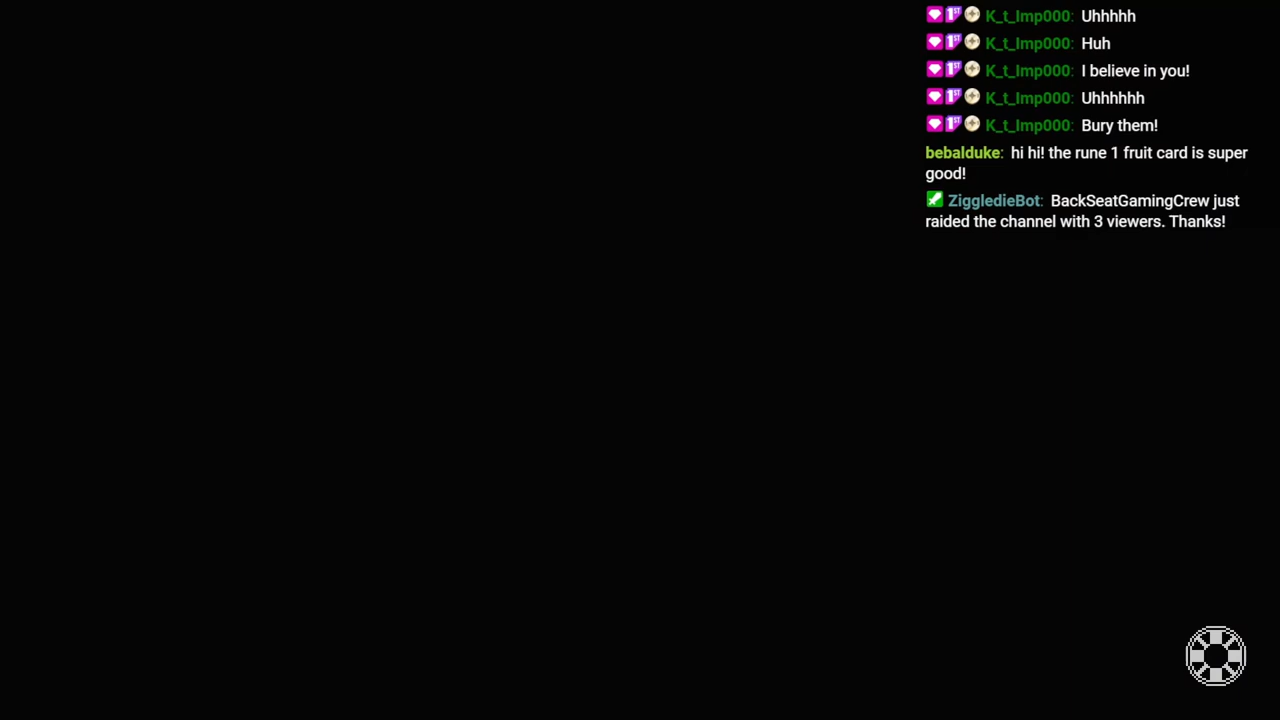 K_t_Imp000: Uhhhhh
K_t_Imp000: Huh
K_t_Imp000: I believe in you!
K_t_Imp000: Uhhhhhh
K_t_Imp000: Bury them!
bebalduke: hi hi! the rune 1 fruit card is super
good!
ZiggledieBot: BackSeatGamingCrew just
raided the channel with 3 viewers. Thanks!